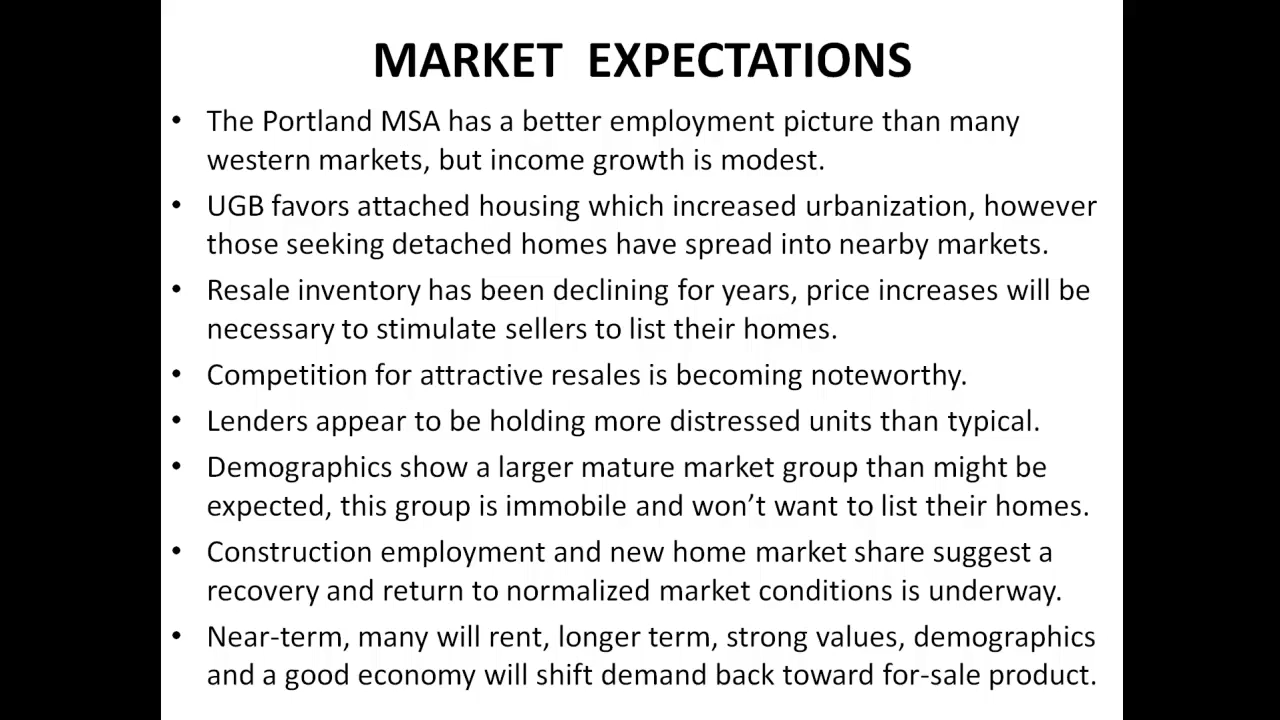 MARKET EXPECTATIONS
• The Portland MSA has a better employment picture than many
western markets, but income growth is modest.
• UGB favors attached housing which increased urbanization, however
those seeking detached homes have spread into nearby markets.
• Resale inventory has been declining for years, price increases will be
necessary to stimulate sellers to list their homes.
• Competition for attractive resales is becoming noteworthy.
• Lenders appear to be holding more distressed units than typical.
• Demographics show a larger mature market group than might be
expected, this group is immobile and won’t want to list their homes.
• Construction employment and new home market share suggest a
recovery and return to normalized market conditions is underway.
• Near-term, many will rent, longer term, strong values, demographics
and a good economy will shift demand back toward for-sale product.